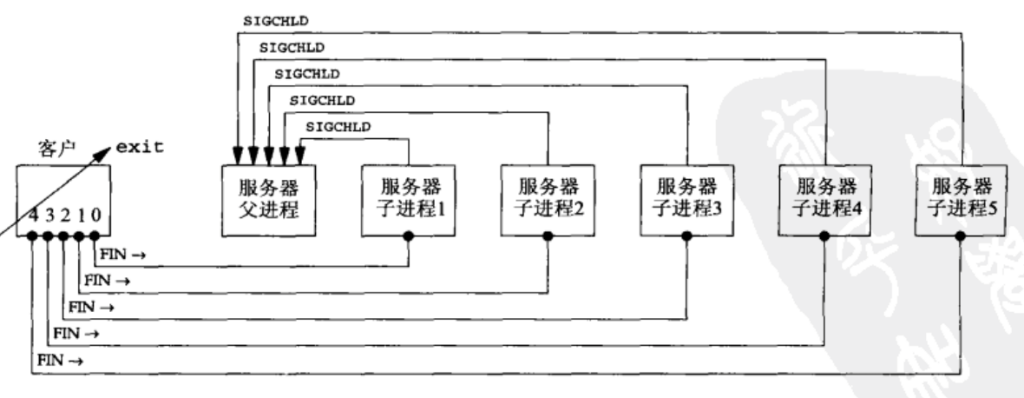 SIGCHLD
SIGCHLD
SIGCHLD
SIGCHLD
SIGCHLD
客户
exit
服务器
父进程
服务器
子进程1
服务器
子进程2
服务器
子进程3
服务器
子进程4
服务器
子进程5
4 3 2 1 0
FIN →
FIN →
FIN →
FIN →
FIN →